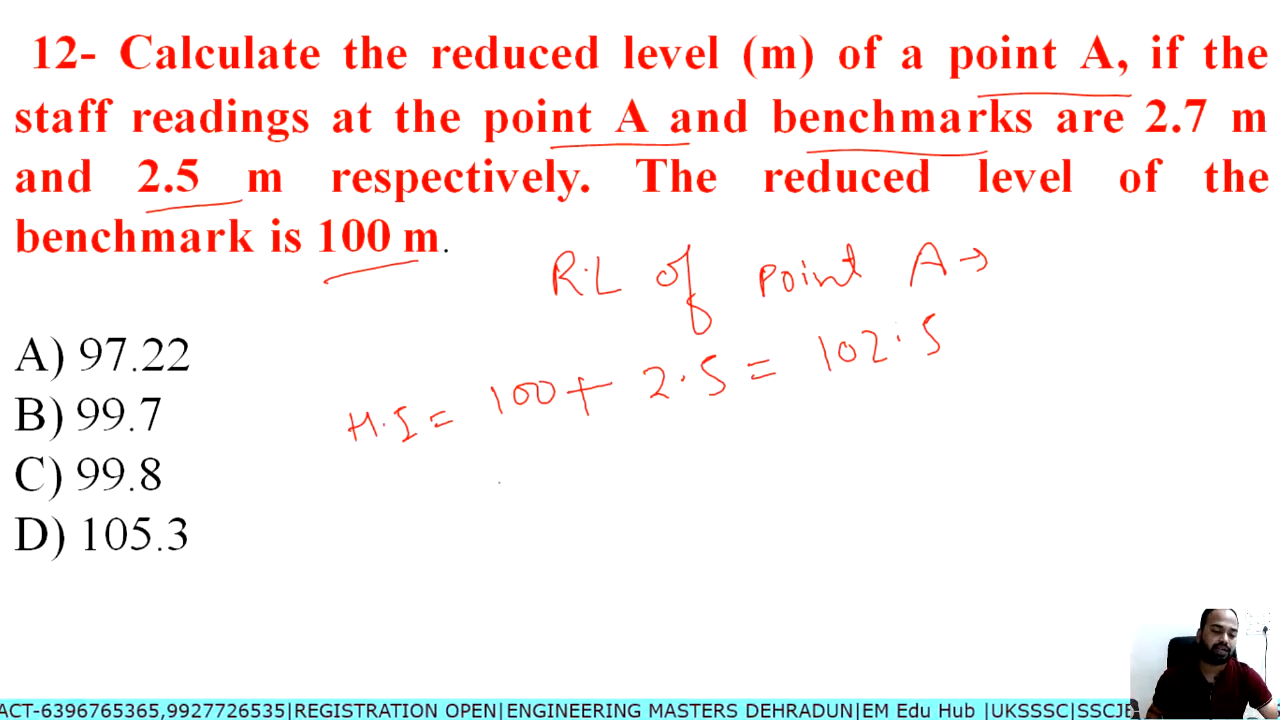 12- Calculate the reduced level (m) of a point A, if the
staff readings at the point A and benchmarks are 2.7 m
and 2.5 m respectively. The reduced level of the
benchmark is 100 m.
R.L of point A →
H.I = 100 + 2.5 = 102.5
A) 97.22
B) 99.7
C) 99.8
D) 105.3
ACT-6396765365,9927726535|REGISTRATION OPEN|ENGINEERING MASTERS DEHRADUN|EM Edu Hub |UKSSSC|SSCJE